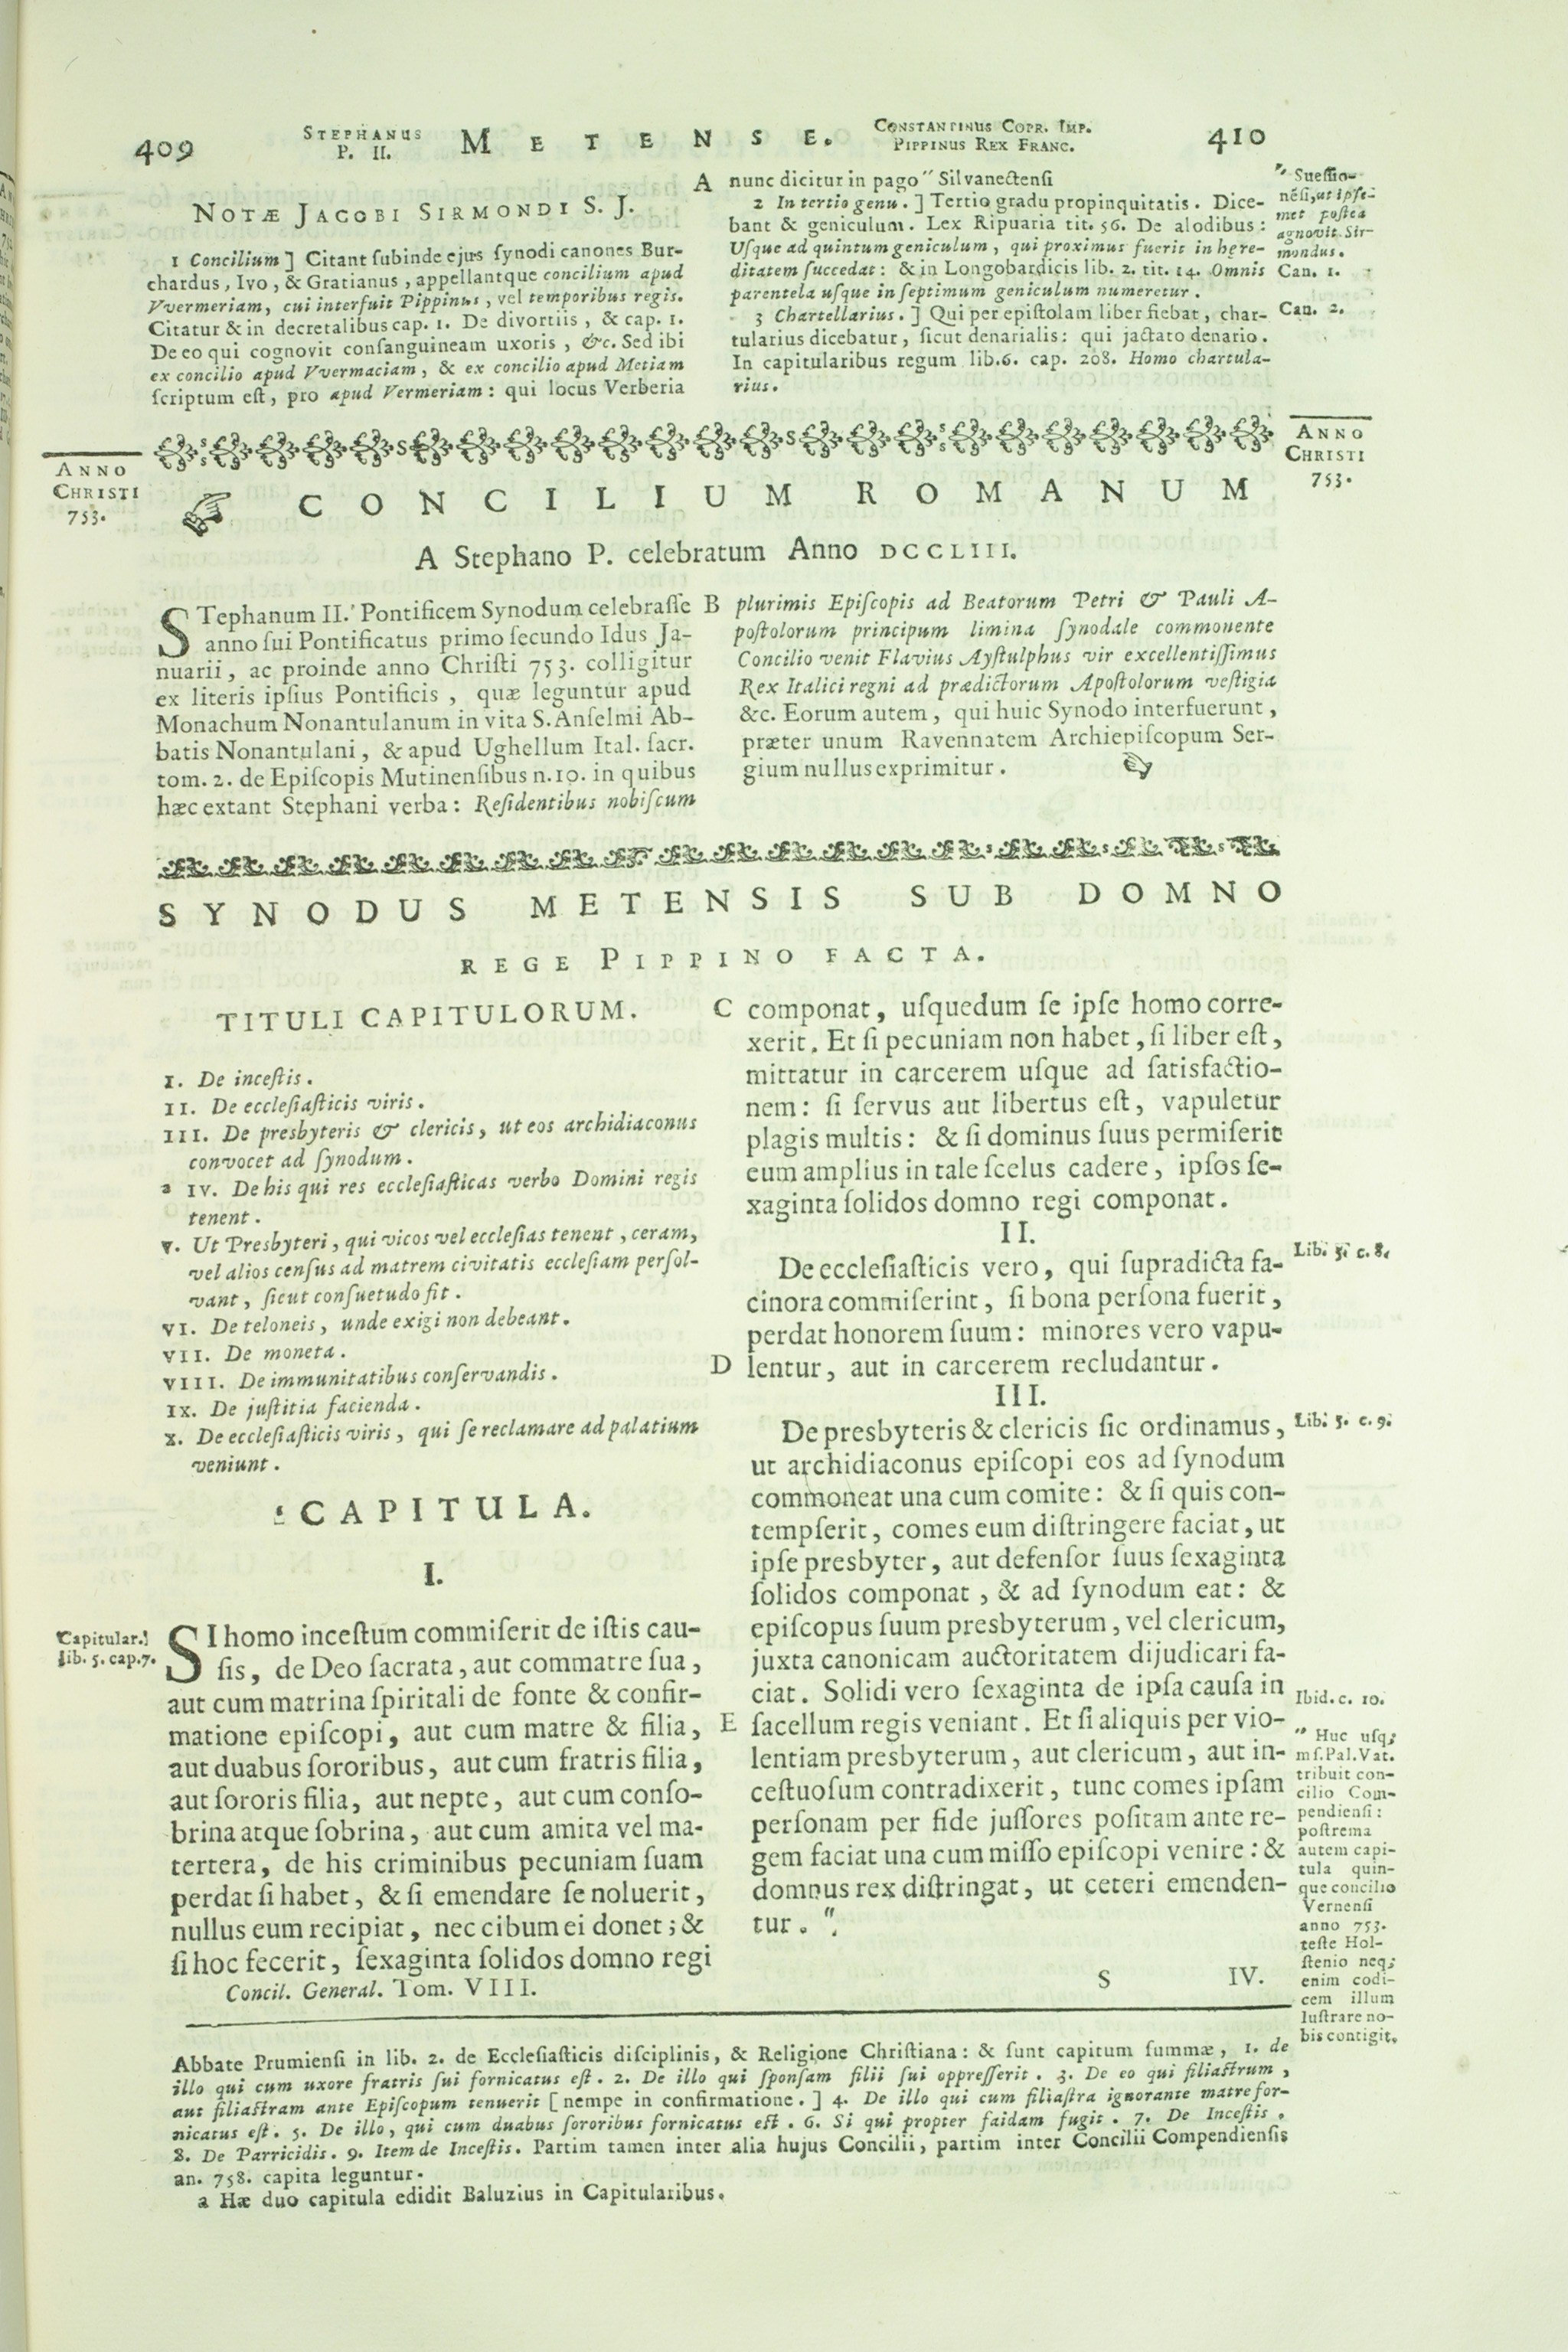 409
STEPHANUS
P. II.
METENSE.
CONSTANTINUS COPR. IMP.
PIPPINUS REX FRANC.
410
NOTÆ JACOBI SIRMONDI S. J.
1 Concilium ] Citant ſubinde ejus ſynodi canones Bur-
chardus, Ivo, & Gratianus, appellantque concilium apud
Vvermeriam, cui interfuit Pippinus, vel temporibus regis.
Citatur & in decretalibus cap. 1. De divortiis, & cap. 1.
De eo qui cognovit conſanguineam uxoris, &c. Sed ibi
ex concilio apud Vvermaciam, & ex concilio apud Metiam
ſcriptum eſt, pro apud Vermeriam: qui locus Verberia
A nunc dicitur in pago " Silvanectenſi
2 In tertio genu. ] Tertio gradu propinquitatis. Dice-
bant & geniculum. Lex Ripuaria tit. 56. De alodibus:
Uſque ad quintum geniculum, qui proximus fuerit in hęre-
ditatem ſuccedat: & in Longobardicis lib. 2. tit. 14. Omnis
parentela uſque in ſeptimum geniculum numeretur.
3 Chartellarius. ] Qui per epiſtolam liber fiebat, char-
tularius dicebatur, ſicut denarialis: qui jactato denario.
In capitularibus regum lib. 6. cap. 208. Homo chartula-
rius.
" Sueſſio-
nēſi, ut ipſe-
met poſtea
agnovit Sir-
mondus.
Can. 1.
Can. 2.
ANNO
CHRISTI
753.
ANNO
CHRISTI
753.
CONCILIUM ROMANUM
A Stephano P. celebratum Anno DCCLIII.
STephanum II. Pontificem Synodum celebraſſe
anno ſui Pontificatus primo ſecundo Idus Ja-
nuarii, ac proinde anno Chriſti 753. colligitur
ex literis ipſius Pontificis, quæ leguntur apud
Monachum Nonantulanum in vita S. Anſelmi Ab-
batis Nonantulani, & apud Ughellum Ital. ſacr.
tom. 2. de Epiſcopis Mutinenſibus n. 10. in quibus
hæc extant Stephani verba: Reſidentibus nobiſcum
B plurimis Epiſcopis ad Beatorum Petri & Pauli A-
poſtolorum principum limina ſynodale commonente
Concilio venit Flavius Ayſtulphus vir excellentiſſimus
Rex Italici regni ad prædictorum Apoſtolorum veſtigia
&c. Eorum autem, qui huic Synodo interfuerunt,
præter unum Ravennatem Archiepiſcopum Ser-
gium nullus exprimitur.
SYNODUS METENSIS SUB DOMNO
REGE PIPPINO FACTA.
TITULI CAPITULORUM.
I. De inceſtis.
II. De eccleſiaſticis viris.
III. De presbyteris & clericis, ut eos archidiaconus
convocet ad ſynodum.
a IV. De his qui res eccleſiaſticas verbo Domini regis
tenent.
V. Ut Presbyteri, qui vicos vel eccleſias tenent, ceram,
vel alios cenſus ad matrem civitatis eccleſiam perſol-
vant, ſicut conſuetudo ſit.
VI. De teloneis, unde exigi non debeant.
VII. De moneta.
VIII. De immunitatibus conſervandis.
IX. De juſtitia facienda.
X. De eccleſiaſticis viris, qui ſe reclamare ad palatium
veniunt.
CAPITULA.
I.
Capitular.
lib. 5. cap. 7.
SI homo inceſtum commiſerit de iſtis cau-
ſis, de Deo ſacrata, aut commatre ſua,
aut cum matrina ſpiritali de fonte & confir-
matione epiſcopi, aut cum matre & filia,
aut duabus ſororibus, aut cum fratris filia,
aut ſororis filia, aut nepte, aut cum conſo-
brina atque ſobrina, aut cum amita vel ma-
tertera, de his criminibus pecuniam ſuam
perdat ſi habet, & ſi emendare ſe noluerit,
nullus eum recipiat, nec cibum ei donet; &
ſi hoc fecerit, ſexaginta ſolidos domno regi
Concil. General. Tom. VIII.
C componat, uſquedum ſe ipſe homo corre-
xerit. Et ſi pecuniam non habet, ſi liber eſt,
mittatur in carcerem uſque ad ſatisfactio-
nem: ſi ſervus aut libertus eſt, vapuletur
plagis multis: & ſi dominus ſuus permiſerit
eum amplius in tale ſcelus cadere, ipſos ſe-
xaginta ſolidos domno regi componat.
II.
De eccleſiaſticis vero, qui ſupradicta fa-
cinora commiſerint, ſi bona perſona fuerit,
perdat honorem ſuum: minores vero vapu-
D lentur, aut in carcerem recludantur.
Lib. 5. c. 8.
III.
De presbyteris & clericis ſic ordinamus,
ut archidiaconus epiſcopi eos ad ſynodum
commoneat una cum comite: & ſi quis con-
tempſerit, comes eum diſtringere faciat, ut
ipſe presbyter, aut defenſor ſuus ſexaginta
ſolidos componat, & ad ſynodum eat: &
epiſcopus ſuum presbyterum, vel clericum,
juxta canonicam auctoritatem dijudicari fa-
ciat. Solidi vero ſexaginta de ipſa cauſa in
E ſacellum regis veniant. Et ſi aliquis per vio-
lentiam presbyterum, aut clericum, aut in-
ceſtuoſum contradixerit, tunc comes ipſam
perſonam per fide juſſores poſitam ante re-
gem faciat una cum miſſo epiſcopi venire: &
domnus rex diſtringat, ut ceteri emenden-
tur. "
Lib. 5. c. 9.
Ibid. c. 10.
" Huc uſq;
mſ. Pal. Vat.
tribuit con-
cilio Com-
pendienſi:
poſtrema
autem capi-
tula quin-
que concilio
Vernenſi
anno 753.
teſte Hol-
ſtenio neq;
enim codi-
cem illum
luſtrare no-
bis contigit.
S IV.
Abbate Prumienſi in lib. 2. de Eccleſiaſticis diſciplinis, & Religione Chriſtiana: & ſunt capitum ſummæ, 1. de
illo qui cum uxore fratris ſui fornicatus eſt. 2. De illo qui ſponſam filii ſui oppreſſerit. 3. De eo qui filiaſtrum,
aut filiaſtram ante Epiſcopum tenuerit [ nempe in confirmatione. ] 4. De illo qui cum filiaſtra ignorante matre for-
nicatus eſt. 5. De illo, qui cum duabus ſororibus fornicatus eſt. 6. Si qui propter faidam fugit. 7. De Inceſtis.
8. De Parricidis. 9. Item de Inceſtis. Partim tamen inter alia hujus Concilii, partim inter Concilii Compendienſis
an. 758. capita leguntur.
a Hæ duo capitula edidit Baluzius in Capitularibus.